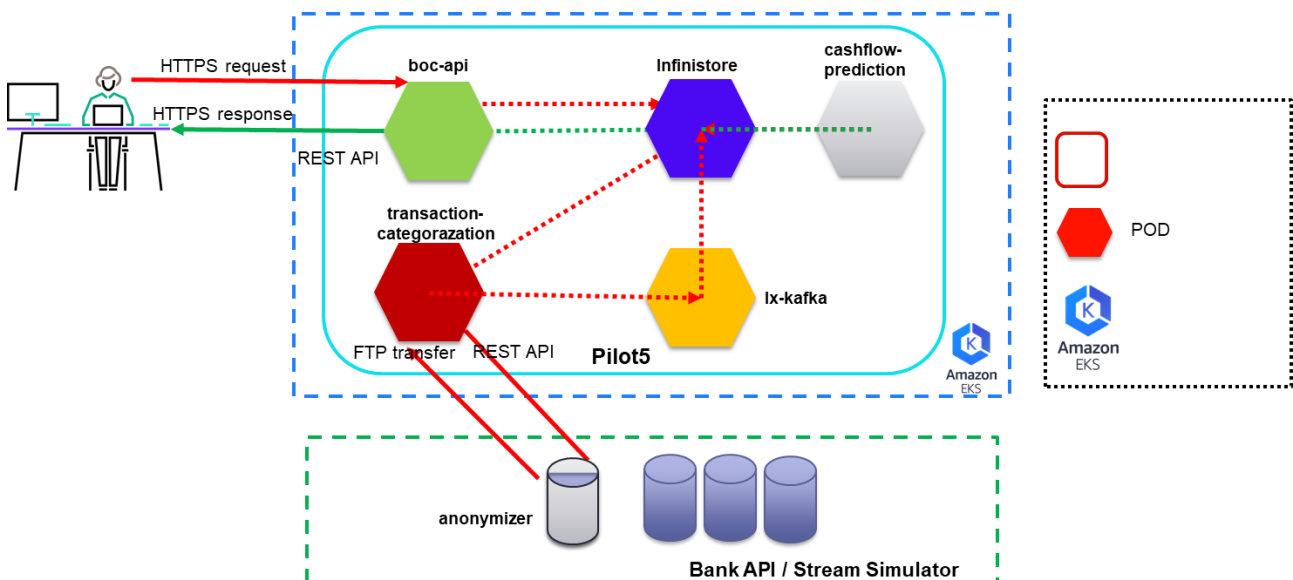 HTTPS request
HTTPS response
REST API
boc-api
Infinistore
cashflow-
prediction
transaction-
categorazation
lx-kafka
FTP transfer
REST API
Pilot5
K
Amazon
EKS
POD
K
Amazon
EKS
anonymizer
Bank API / Stream Simulator